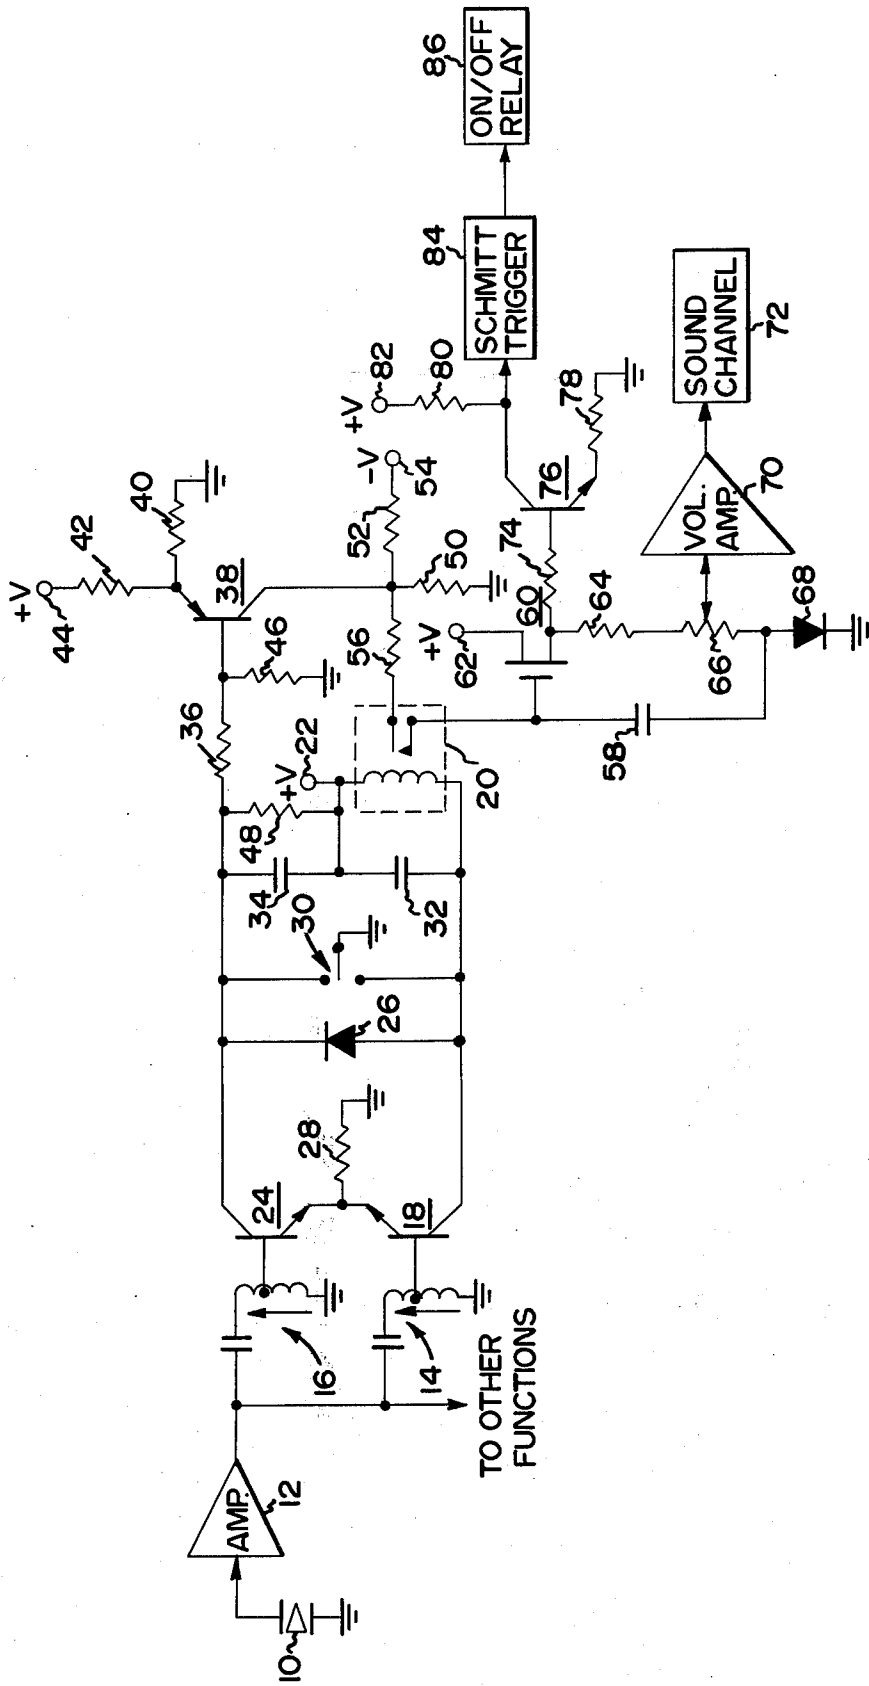 10
AMP.
12
16
14
TO OTHER
FUNCTIONS
24
18
28
26
30
34
32
48
+V
22
20
36
46
38
+V
44
42
40
56
52
-V
54
50
58
+V
62
60
74
64
66
68
76
78
+V
82
80
VOL.
AMP.
70
SOUND
CHANNEL
72
SCHMITT
TRIGGER
84
ON/OFF
RELAY
86